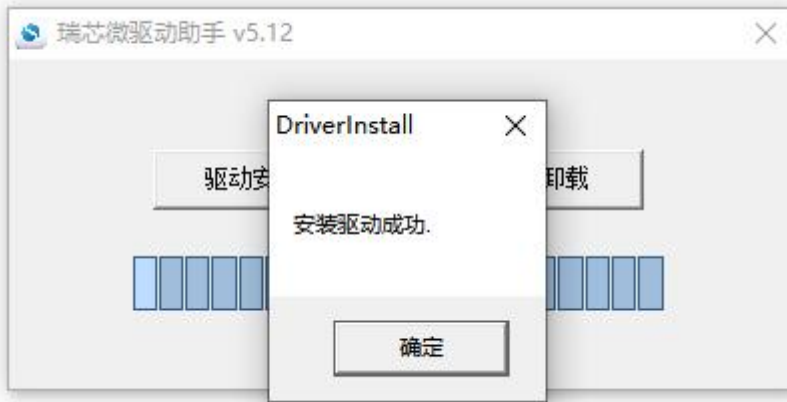 瑞芯微驱动助手 v5.12
DriverInstall
驱动安
卸载
安装驱动成功.
确定